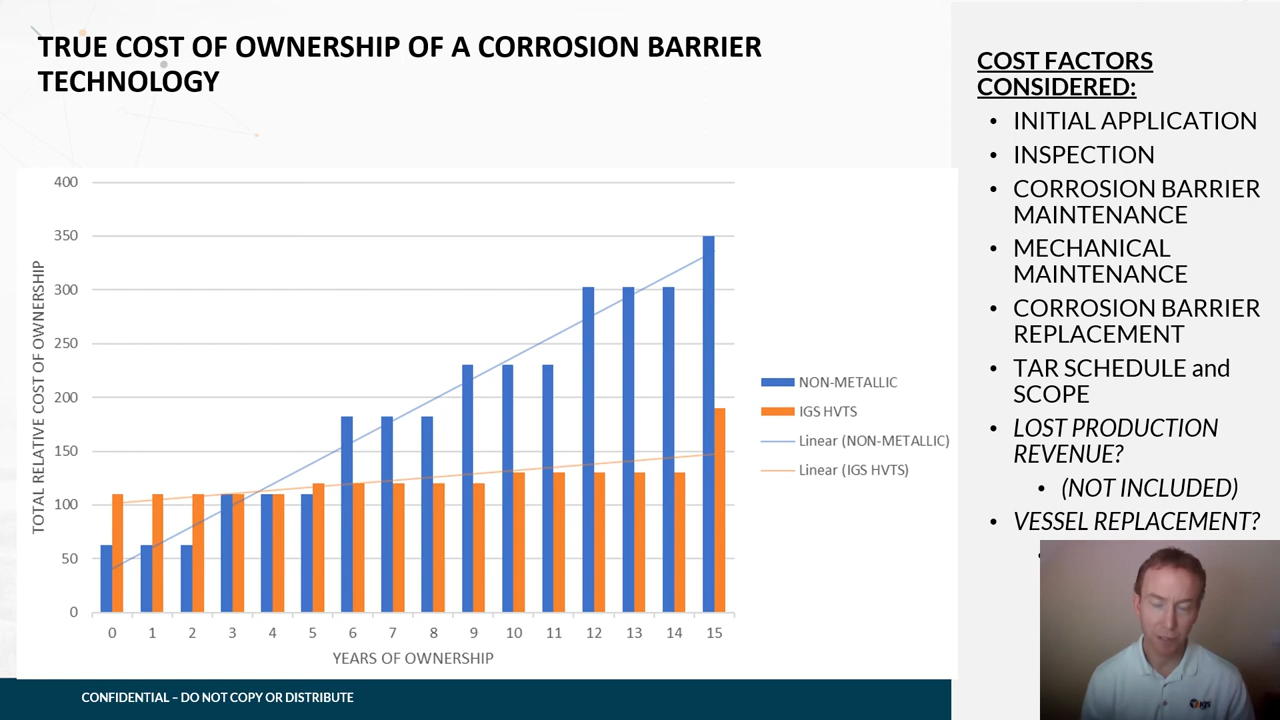 TRUE COST OF OWNERSHIP OF A CORROSION BARRIER
TECHNOLOGY
TOTAL RELATIVE COST OF OWNERSHIP
400
350
300
250
200
150
100
50
0
0 1 2 3 4 5 6 7 8 9 10 11 12 13 14 15
YEARS OF OWNERSHIP
NON-METALLIC
IGS HVTS
Linear (NON-METALLIC)
Linear (IGS HVTS)
COST FACTORS
CONSIDERED:
• INITIAL APPLICATION
• INSPECTION
• CORROSION BARRIER
MAINTENANCE
• MECHANICAL
MAINTENANCE
• CORROSION BARRIER
REPLACEMENT
• TAR SCHEDULE and
SCOPE
• LOST PRODUCTION
REVENUE?
• (NOT INCLUDED)
• VESSEL REPLACEMENT?
IGS
CONFIDENTIAL – DO NOT COPY OR DISTRIBUTE